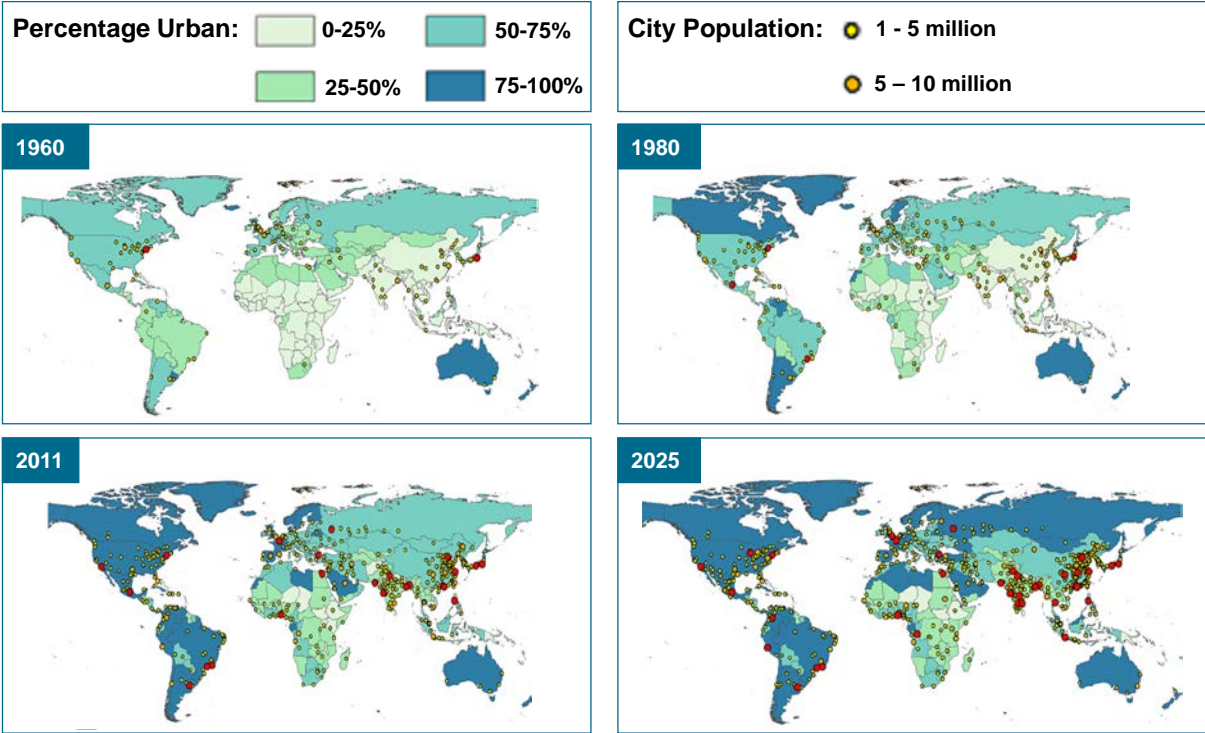 Percentage Urban:
0-25%
50-75%
25-50%
75-100%
City Population:
1 - 5 million
5 – 10 million
1960
1980
2011
2025